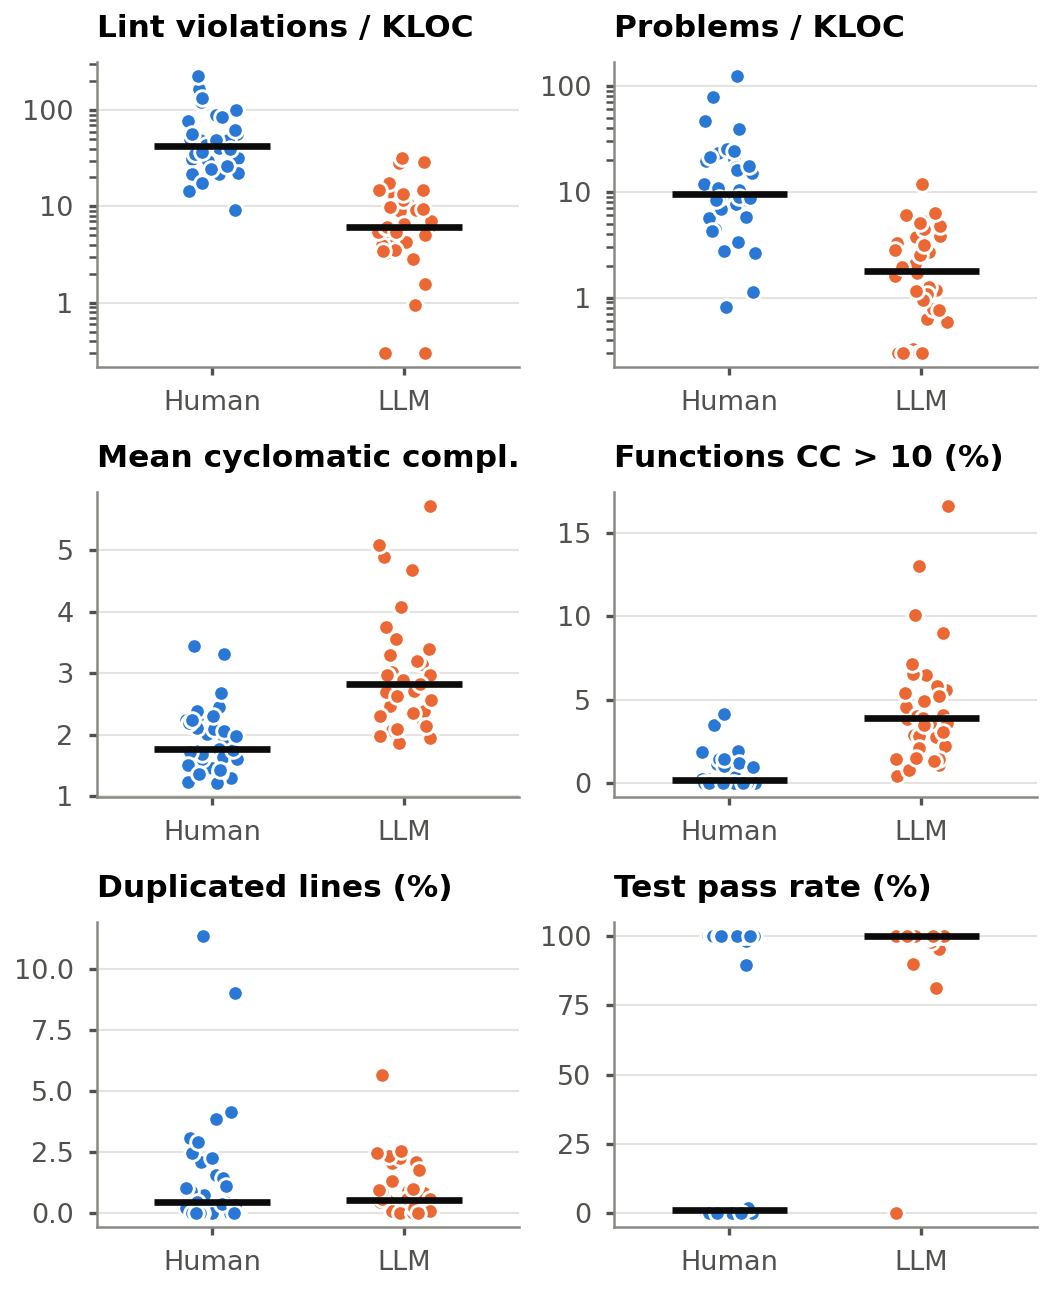 Lint violations / KLOC
Problems / KLOC
100
10
1
Human
LLM
100
10
1
Human
LLM
Mean cyclomatic compl.
Functions CC > 10 (%)
5
4
3
2
1
Human
LLM
15
10
5
0
Human
LLM
Duplicated lines (%)
Test pass rate (%)
10.0
7.5
5.0
2.5
0.0
Human
LLM
100
75
50
25
0
Human
LLM